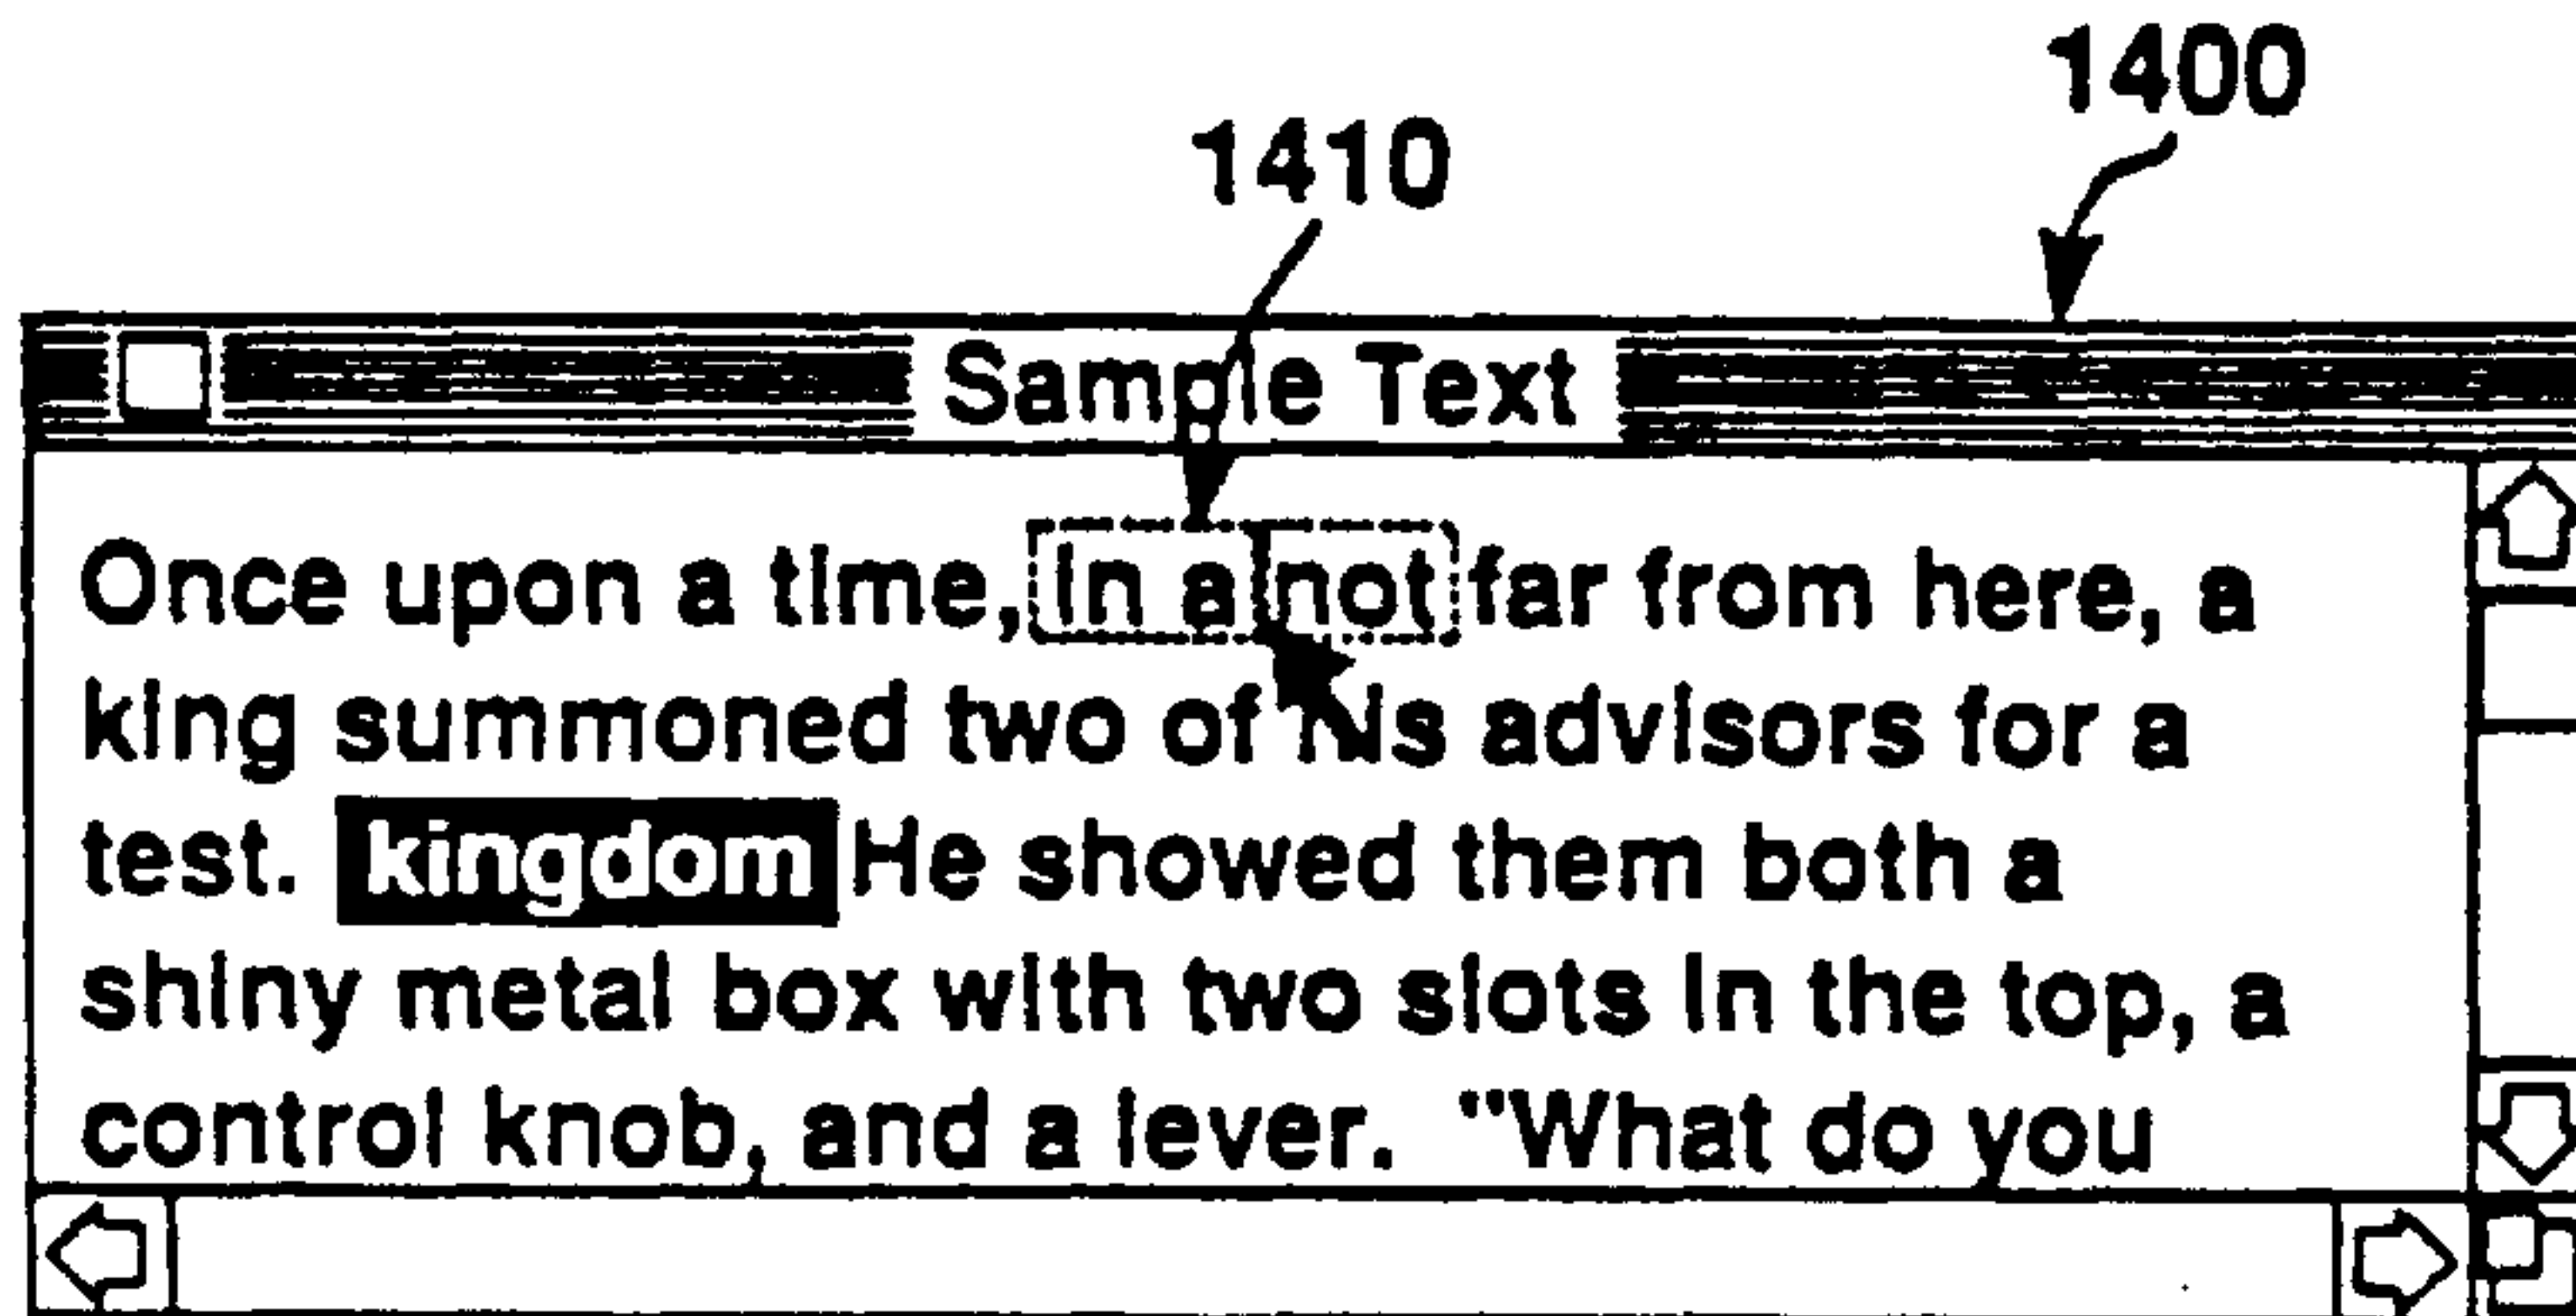 1400
1410
Sample Text
Once upon a time, in a not far from here, a
king summoned two of his advisors for a
test. kingdom He showed them both a
shiny metal box with two slots in the top, a
control knob, and a lever. "What do you